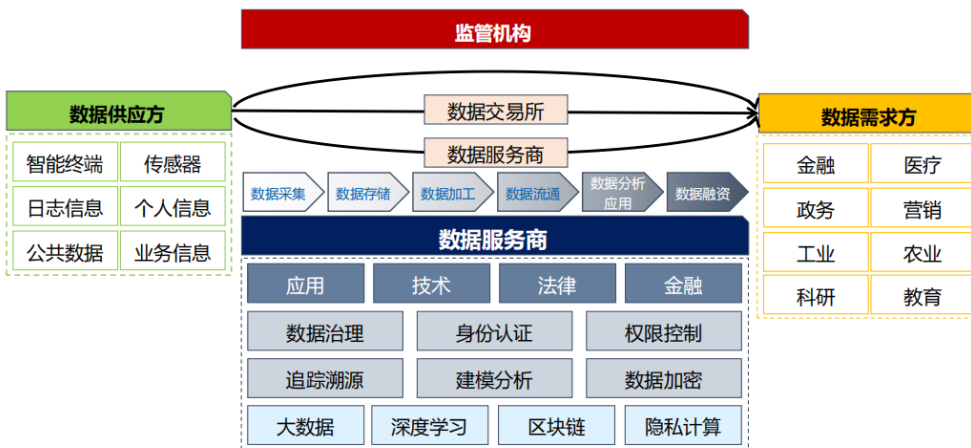 监管机构
数据供应方
智能终端
传感器
日志信息
个人信息
公共数据
业务信息
数据交易所
数据服务商
数据采集
数据存储
数据加工
数据流通
数据分析
应用
数据融资
数据服务商
应用
技术
法律
金融
数据治理
身份认证
权限控制
追踪溯源
建模分析
数据加密
大数据
深度学习
区块链
隐私计算
数据需求方
金融
医疗
政务
营销
工业
农业
科研
教育